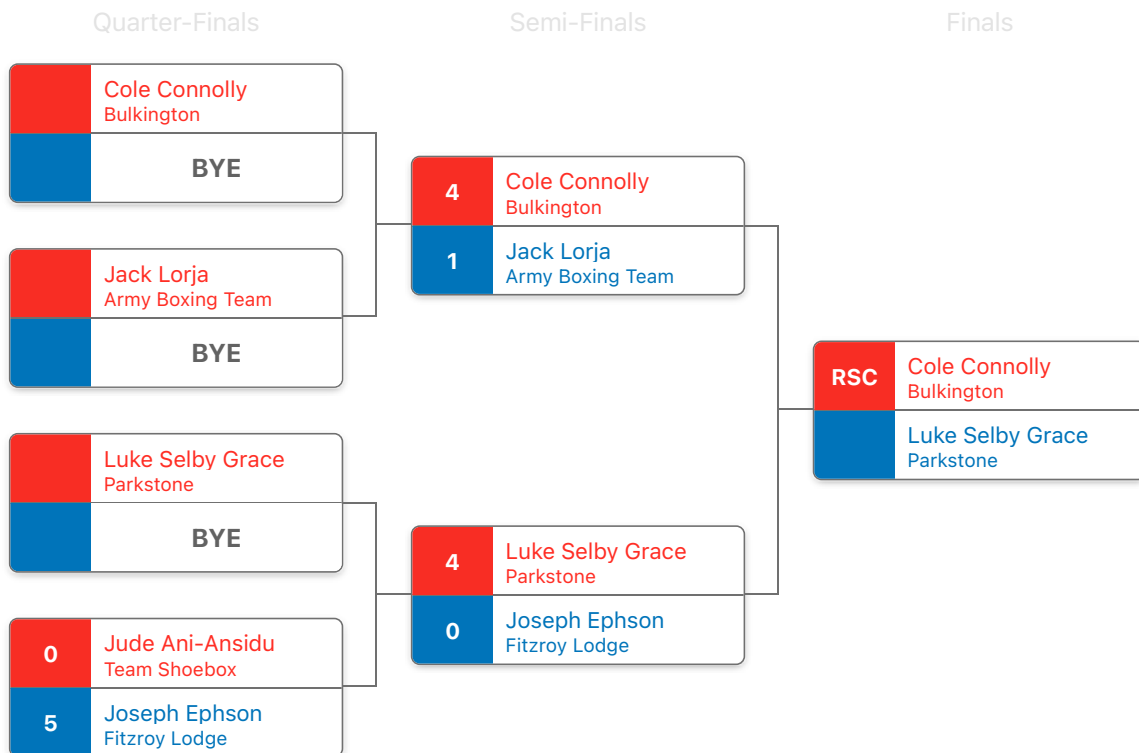 Quarter-Finals
Semi-Finals
Finals
Cole Connolly
Bulkington
BYE
Jack Lorja
Army Boxing Team
BYE
Luke Selby Grace
Parkstone
BYE
0
Jude Ani-Ansidu
Team Shoebox
5
Joseph Ephson
Fitzroy Lodge
4
Cole Connolly
Bulkington
1
Jack Lorja
Army Boxing Team
4
Luke Selby Grace
Parkstone
0
Joseph Ephson
Fitzroy Lodge
RSC
Cole Connolly
Bulkington
Luke Selby Grace
Parkstone